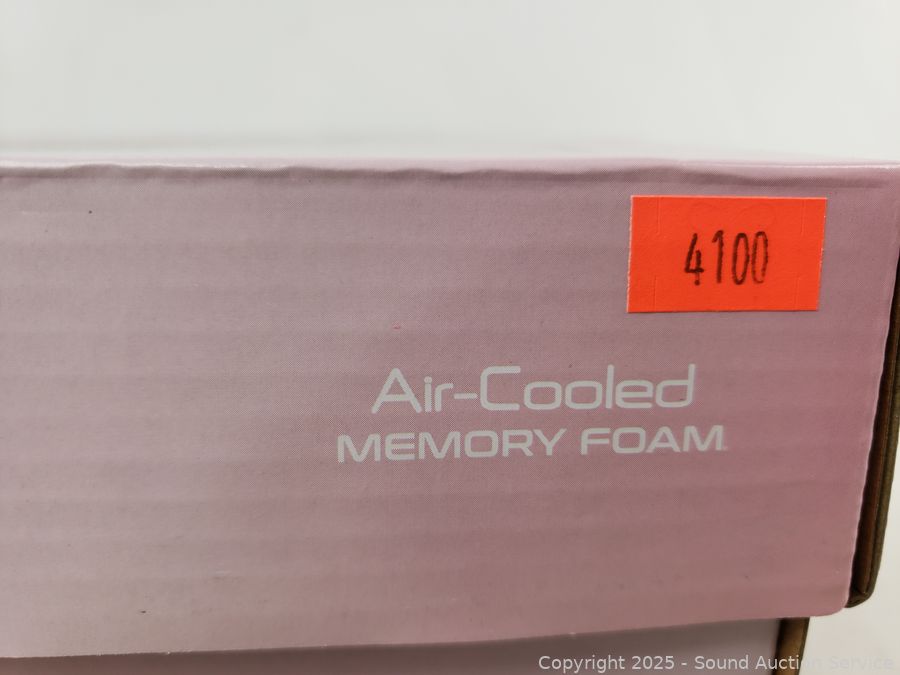 4100
Air-Cooled
MEMORY FOAM
Copyright 2025 - Sound Auction Service